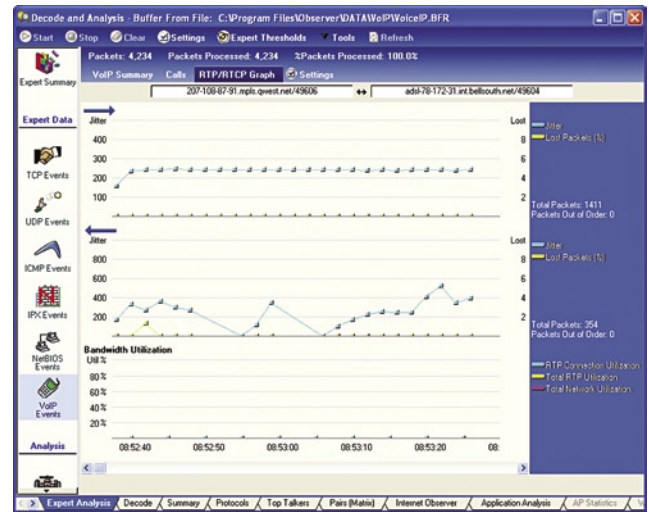 Decode and Analysis - Buffer From File: C:\Program Files\Observer\DATA\VoIP\VoiceIP.BFR
Start Stop Clear Settings Expert Thresholds Tools Refresh
Expert Summary
Packets: 4,234 Packets Processed: 4,234 %Packets Processed: 100.0%
VoIP Summary Calls RTP/RTCP Graph Settings
207-108-87-91.mpls.qwest.net/49606 adsl-78-172-31.int.bellsouth.net/49604
Expert Data
TCP Events
UDP Events
ICMP Events
IPX Events
NetBIOS Events
VoIP Events
Analysis
Jitter Lost
400 8
300 6
200 4
100 2
Jitter
Lost Packets (%)
Total Packets: 1411
Packets Out of Order: 0
Jitter Lost
800 8
600 6
400 4
200 2
Jitter
Lost Packets (%)
Total Packets: 354
Packets Out of Order: 0
Bandwidth Utilization
Util %
80%
60%
40%
20%
RTP Connection Utilization
Total RTP Utilization
Total Network Utilization
08:52:40 08:52:50 08:53:00 08:53:10 08:53:20 08:
Expert Analysis Decode Summary Protocols Top Talkers Pairs (Matrix) Internet Observer Application Analysis AP Statistics V